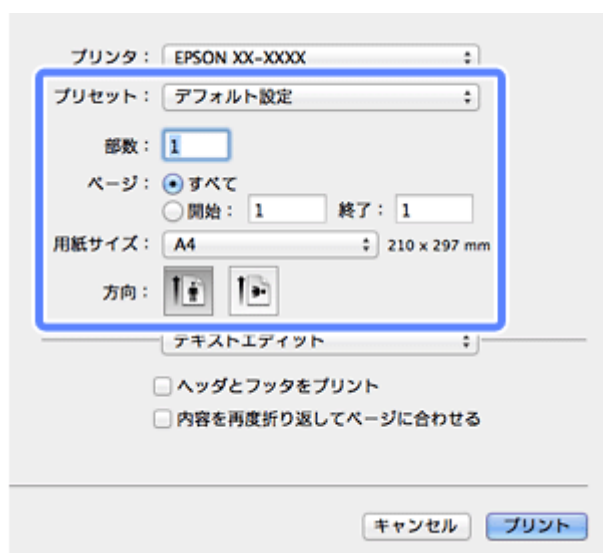 プリンタ： EPSON XX-XXXX
プリセット： デフォルト設定
部数： 1
ページ： すべて
開始： 1 終了： 1
用紙サイズ： A4 210 x 297 mm
方向：
テキストエディット
ヘッダとフッタをプリント
内容を再度折り返してページに合わせる
キャンセル プリント